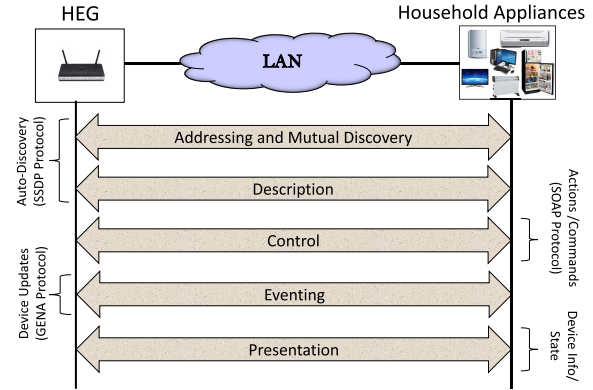 HEG
Household Appliances
LAN
Auto-Discovery
(SSDP Protocol)
Addressing and Mutual Discovery
Description
Actions /Commands
(SOAP Protocol)
Control
Device Updates
(GENA Protocol)
Eventing
Device Info/
State
Presentation